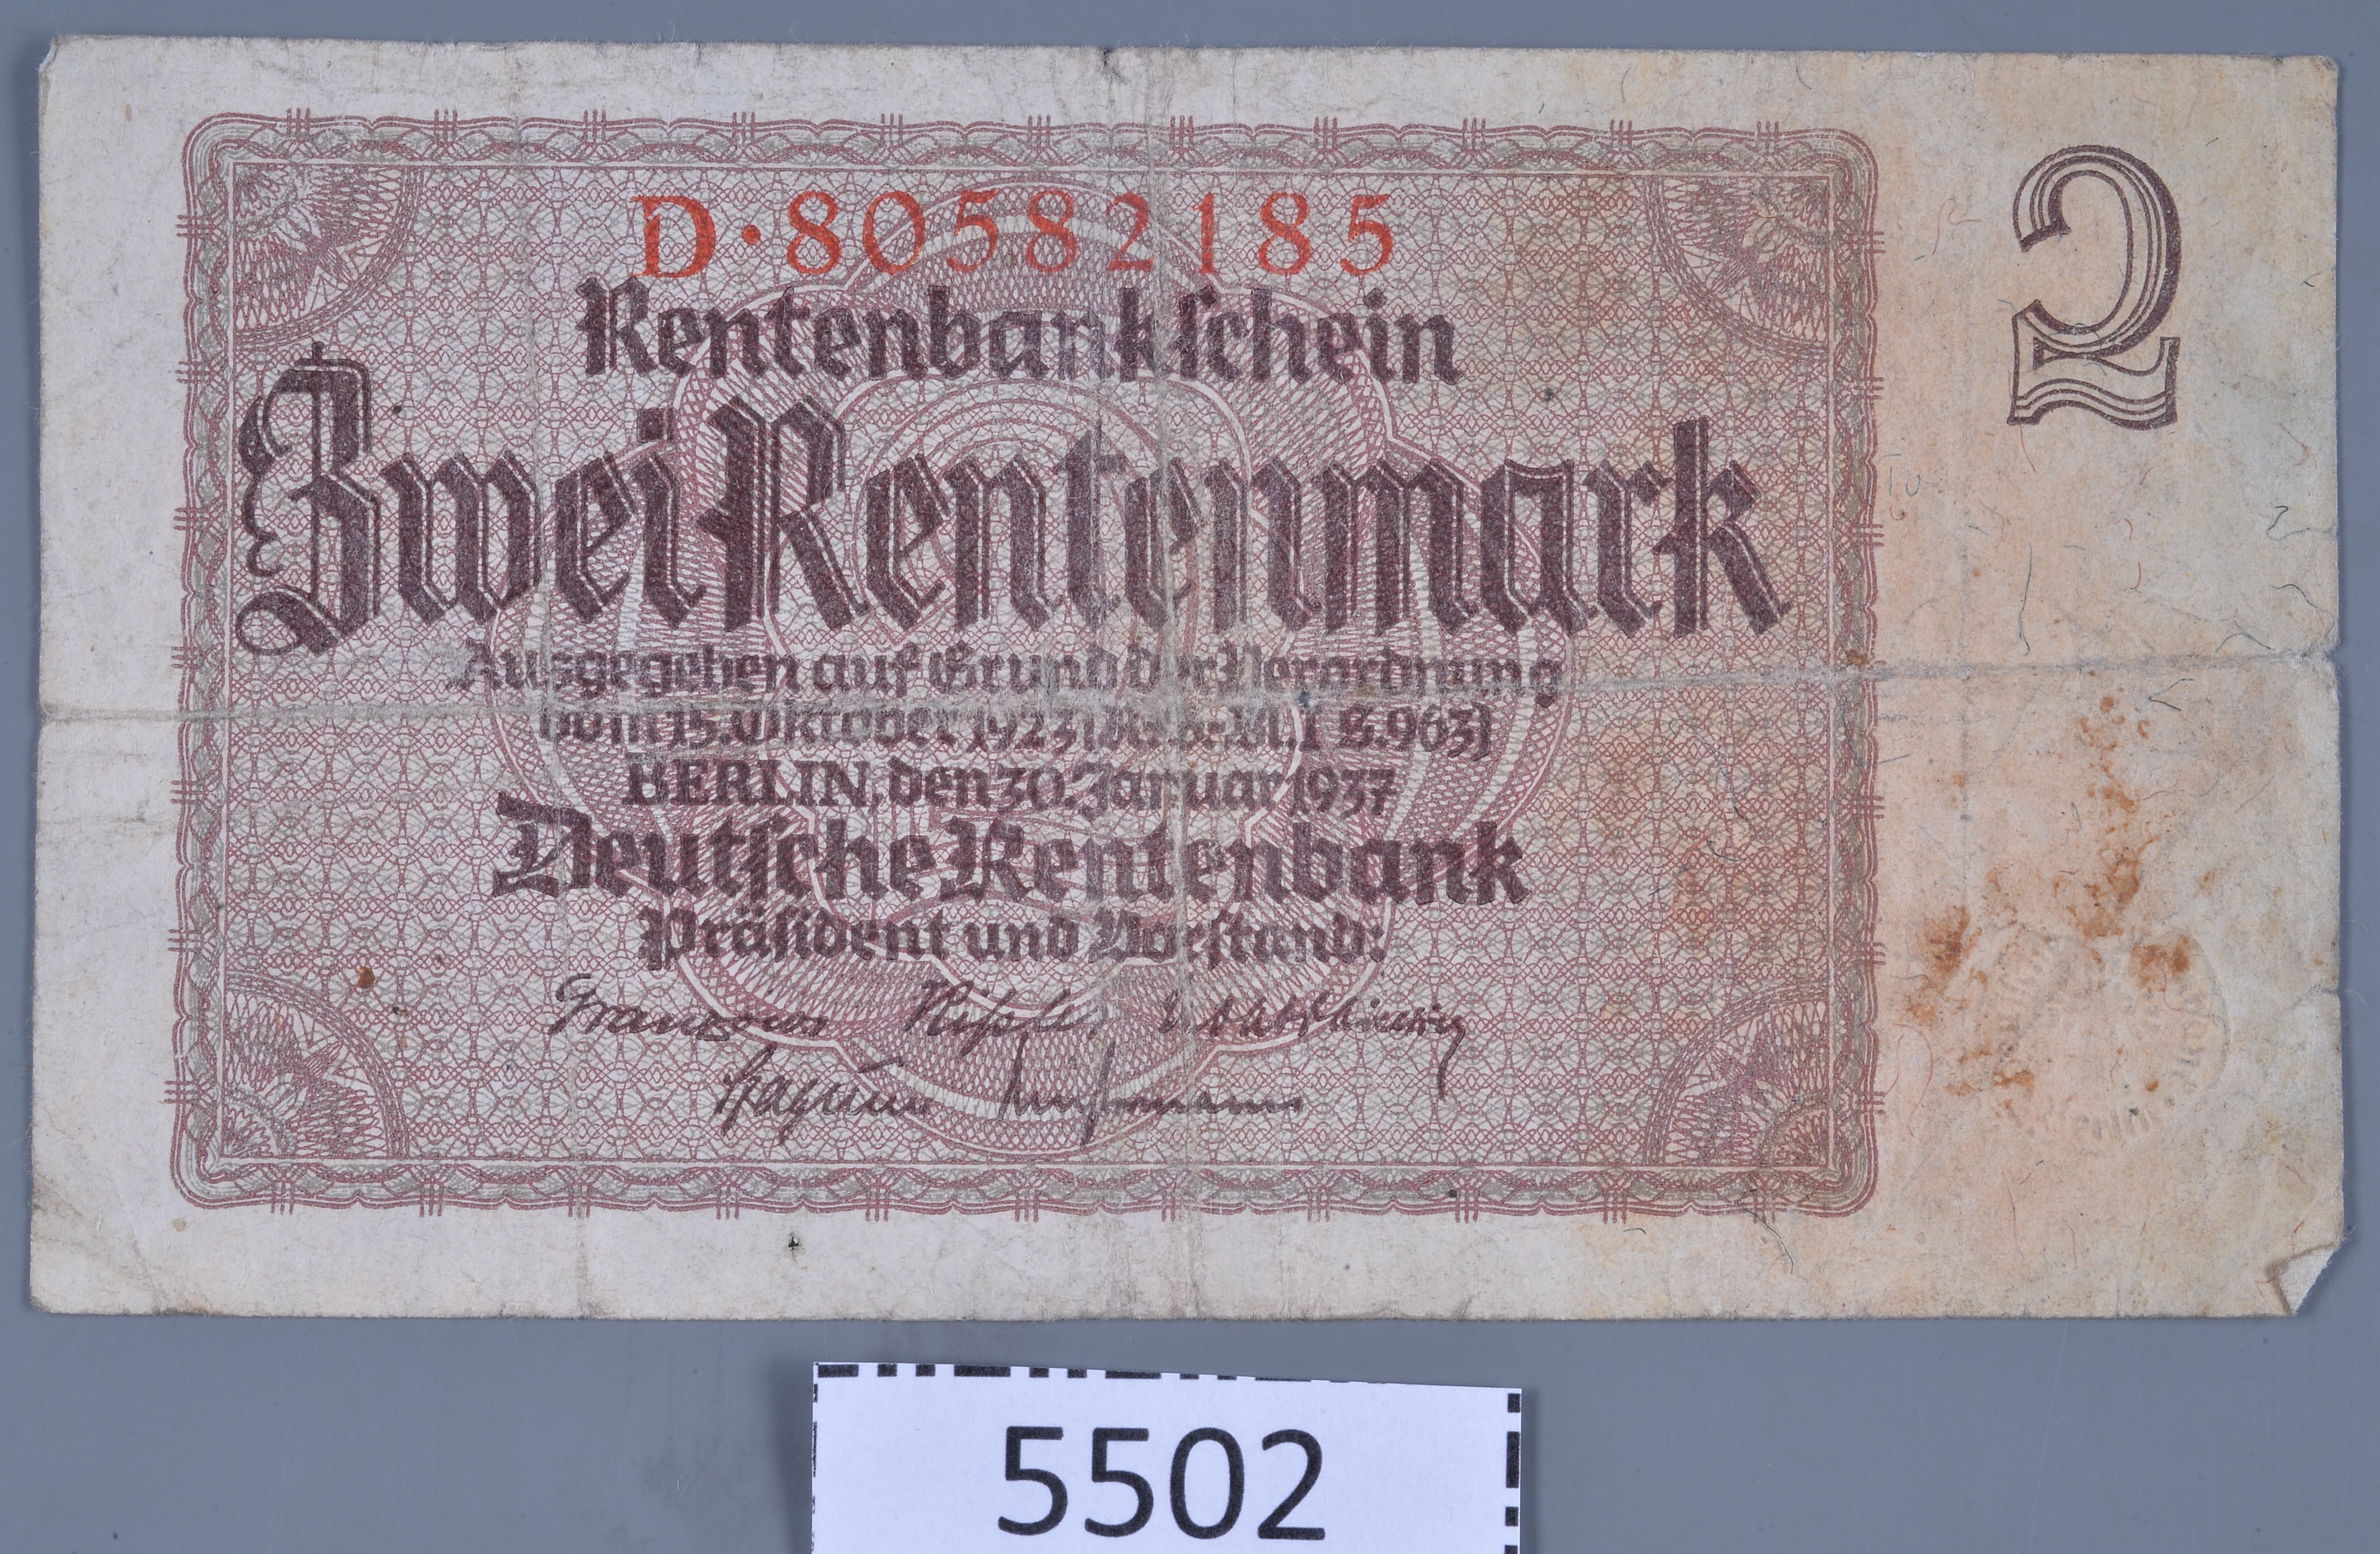 D·80582185
2
Rentenbankschein
Zwei Rentenmark
Ausgegeben auf Grund der Verordnung
vom 15. Oktober 1923 (R.G.Bl. I S. 963)
BERLIN, den 30. Januar 1937
Deutsche Rentenbank
Präsident und Vorstand:
5502